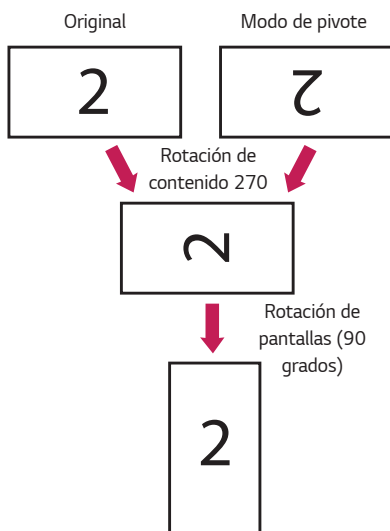 Original
Modo de pivote
2
2
Rotación de
contenido 270
2
Rotación de
pantallas (90
grados)
2